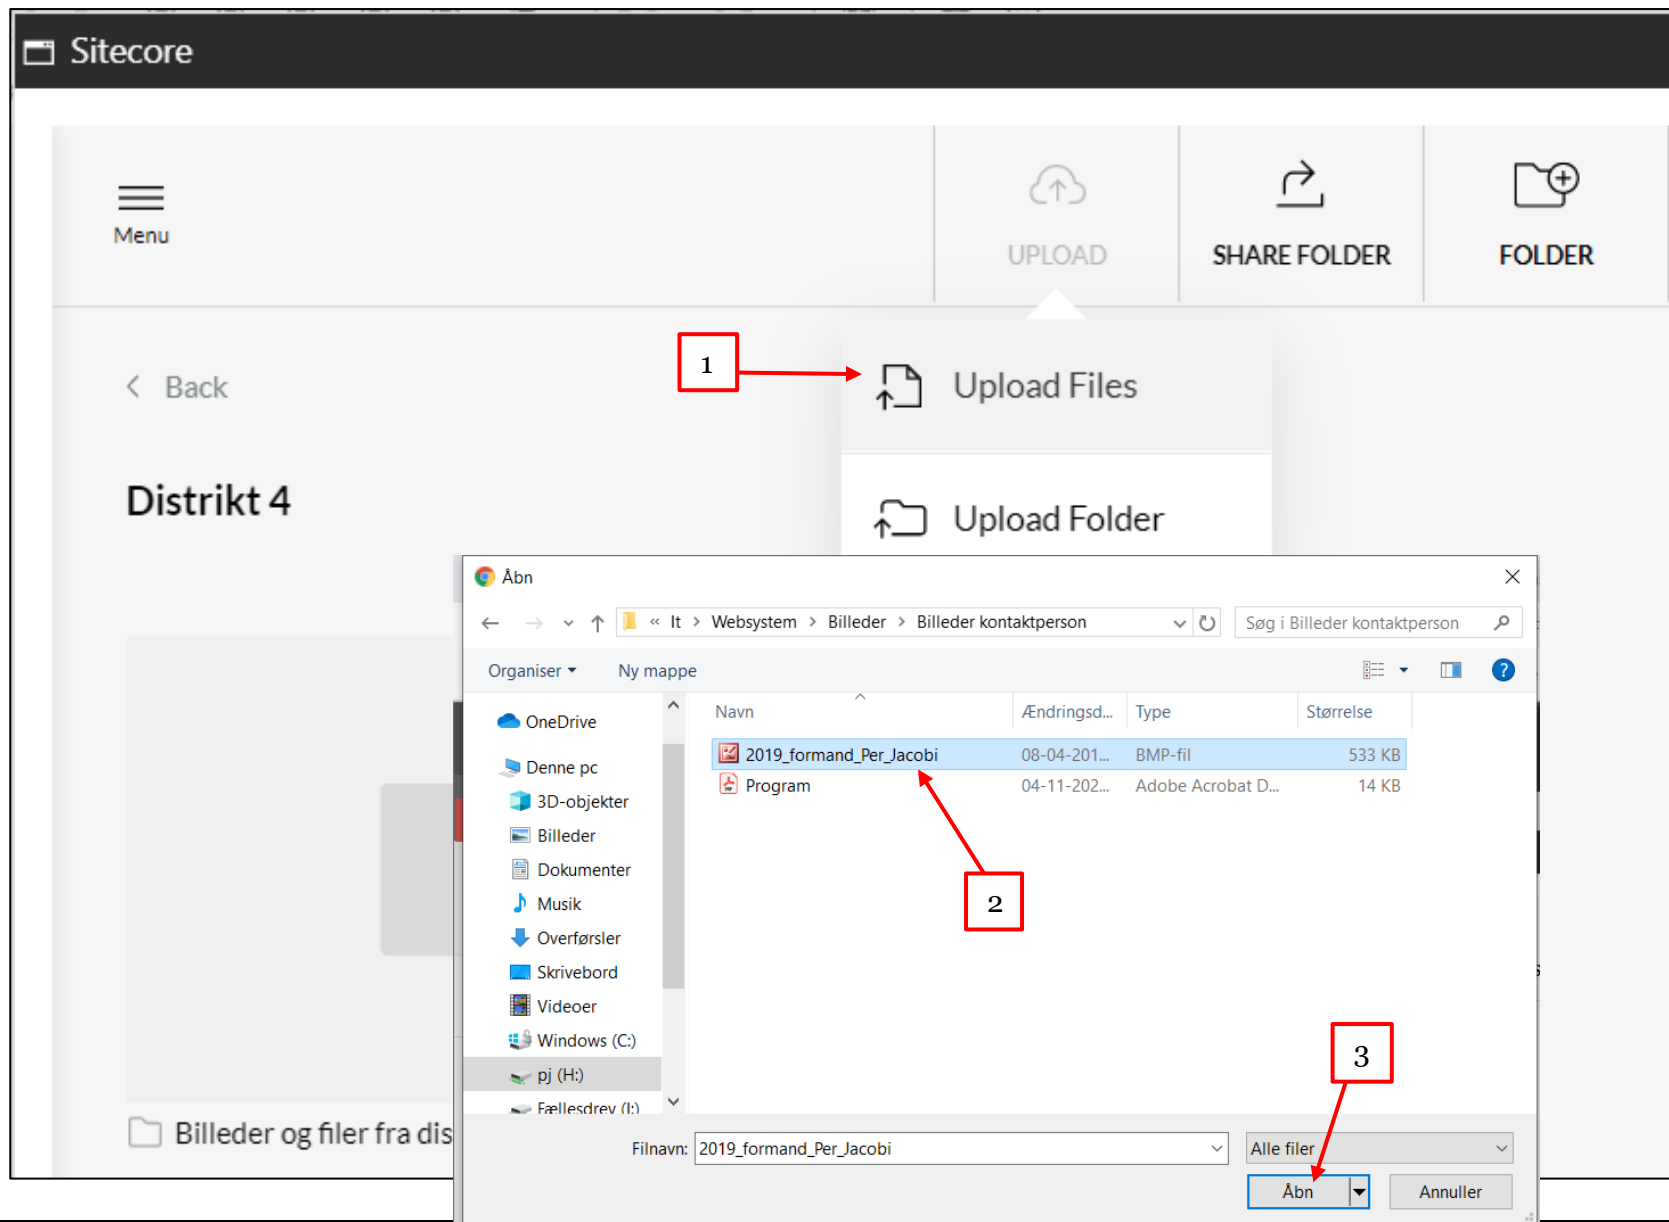 Sitecore
Menu
UPLOAD
SHARE FOLDER
FOLDER
1
Upload Files
Back
Distrikt 4
Upload Folder
Åbn
« It > Websystem > Billeder > Billeder kontaktperson
Søg i Billeder kontaktperson
Organiser
Ny mappe
Navn
Ændringsd...
Type
Størrelse
OneDrive
Denne pc
3D-objekter
Billeder
Dokumenter
Musik
Overførsler
Skrivebord
Videoer
Windows (C:)
pj (H:)
Fællesdrev (I:)
2019_formand_Per_Jacobi 08-04-201... BMP-fil 533 KB
Program 04-11-202... Adobe Acrobat D... 14 KB
2
3
Billeder og filer fra dis
Filnavn: 2019_formand_Per_Jacobi
Alle filer
Åbn
Annuller